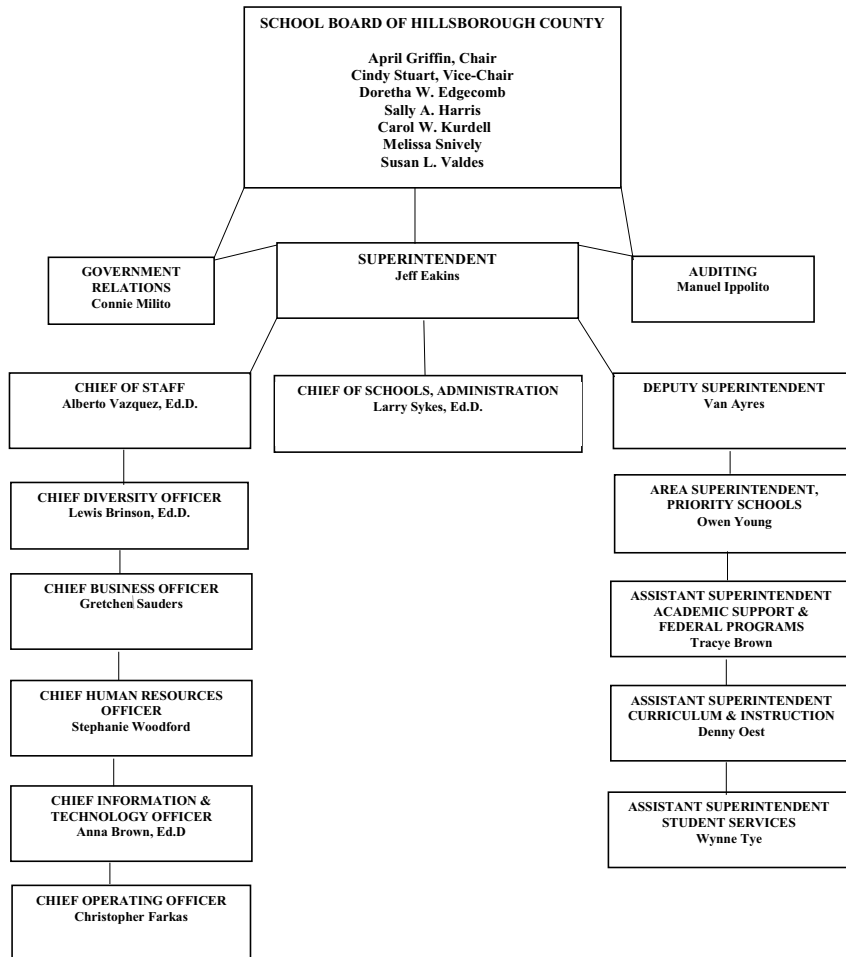 SCHOOL BOARD OF HILLSBOROUGH COUNTY
April Griffin, Chair
Cindy Stuart, Vice-Chair
Doretha W. Edgecomb
Sally A. Harris
Carol W. Kurdell
Melissa Snively
Susan L. Valdes
GOVERNMENT
RELATIONS
Connie Milito
SUPERINTENDENT
Jeff Eakins
AUDITING
Manuel Ippolito
CHIEF OF STAFF
Alberto Vazquez, Ed.D.
CHIEF OF SCHOOLS, ADMINISTRATION
Larry Sykes, Ed.D.
DEPUTY SUPERINTENDENT
Van Ayres
CHIEF DIVERSITY OFFICER
Lewis Brinson, Ed.D.
CHIEF BUSINESS OFFICER
Gretchen Sauders
CHIEF HUMAN RESOURCES
OFFICER
Stephanie Woodford
CHIEF INFORMATION &
TECHNOLOGY OFFICER
Anna Brown, Ed.D
CHIEF OPERATING OFFICER
Christopher Farkas
AREA SUPERINTENDENT,
PRIORITY SCHOOLS
Owen Young
ASSISTANT SUPERINTENDENT
ACADEMIC SUPPORT &
FEDERAL PROGRAMS
Tracye Brown
ASSISTANT SUPERINTENDENT
CURRICULUM & INSTRUCTION
Denny Oest
ASSISTANT SUPERINTENDENT
STUDENT SERVICES
Wynne Tye